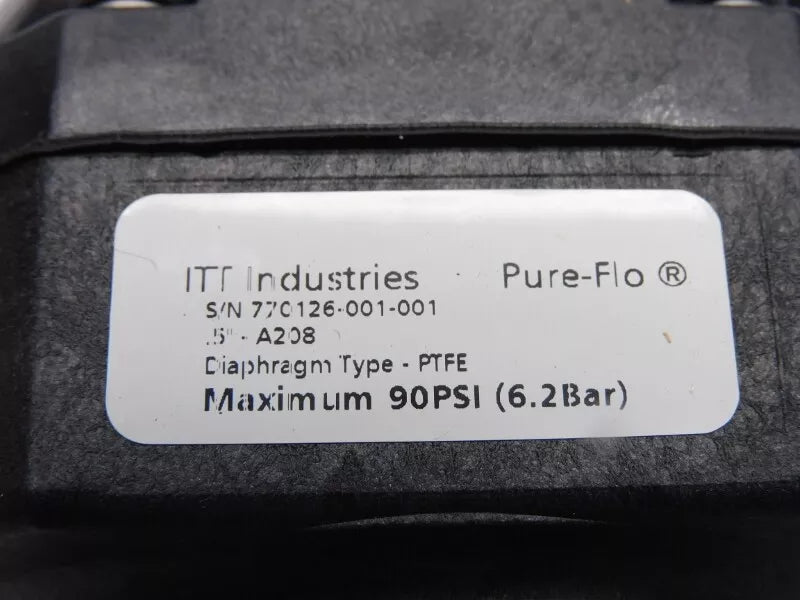 ITT Industries Pure-Flo ®
S/N 770126-001-001
.5" - A208
Diaphragm Type - PTFE
Maximum 90PSI (6.2Bar)